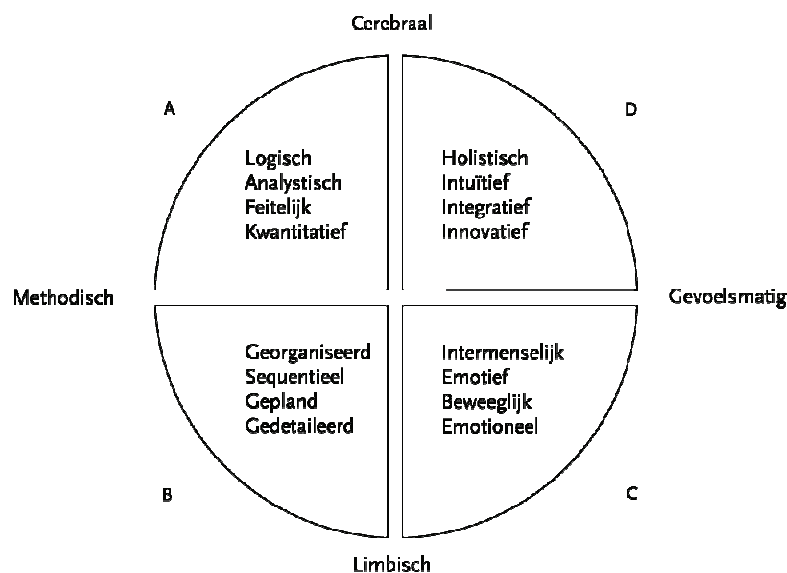 Cerebraal
A
D
Logisch
Analystisch
Feitelijk
Kwantitatief
Holistisch
Intuïtief
Integratief
Innovatief
Methodisch
Gevoelsmatig
Georganiseerd
Sequentieel
Gepland
Gedetaileerd
Intermenselijk
Emotief
Beweeglijk
Emotioneel
B
C
Limbisch